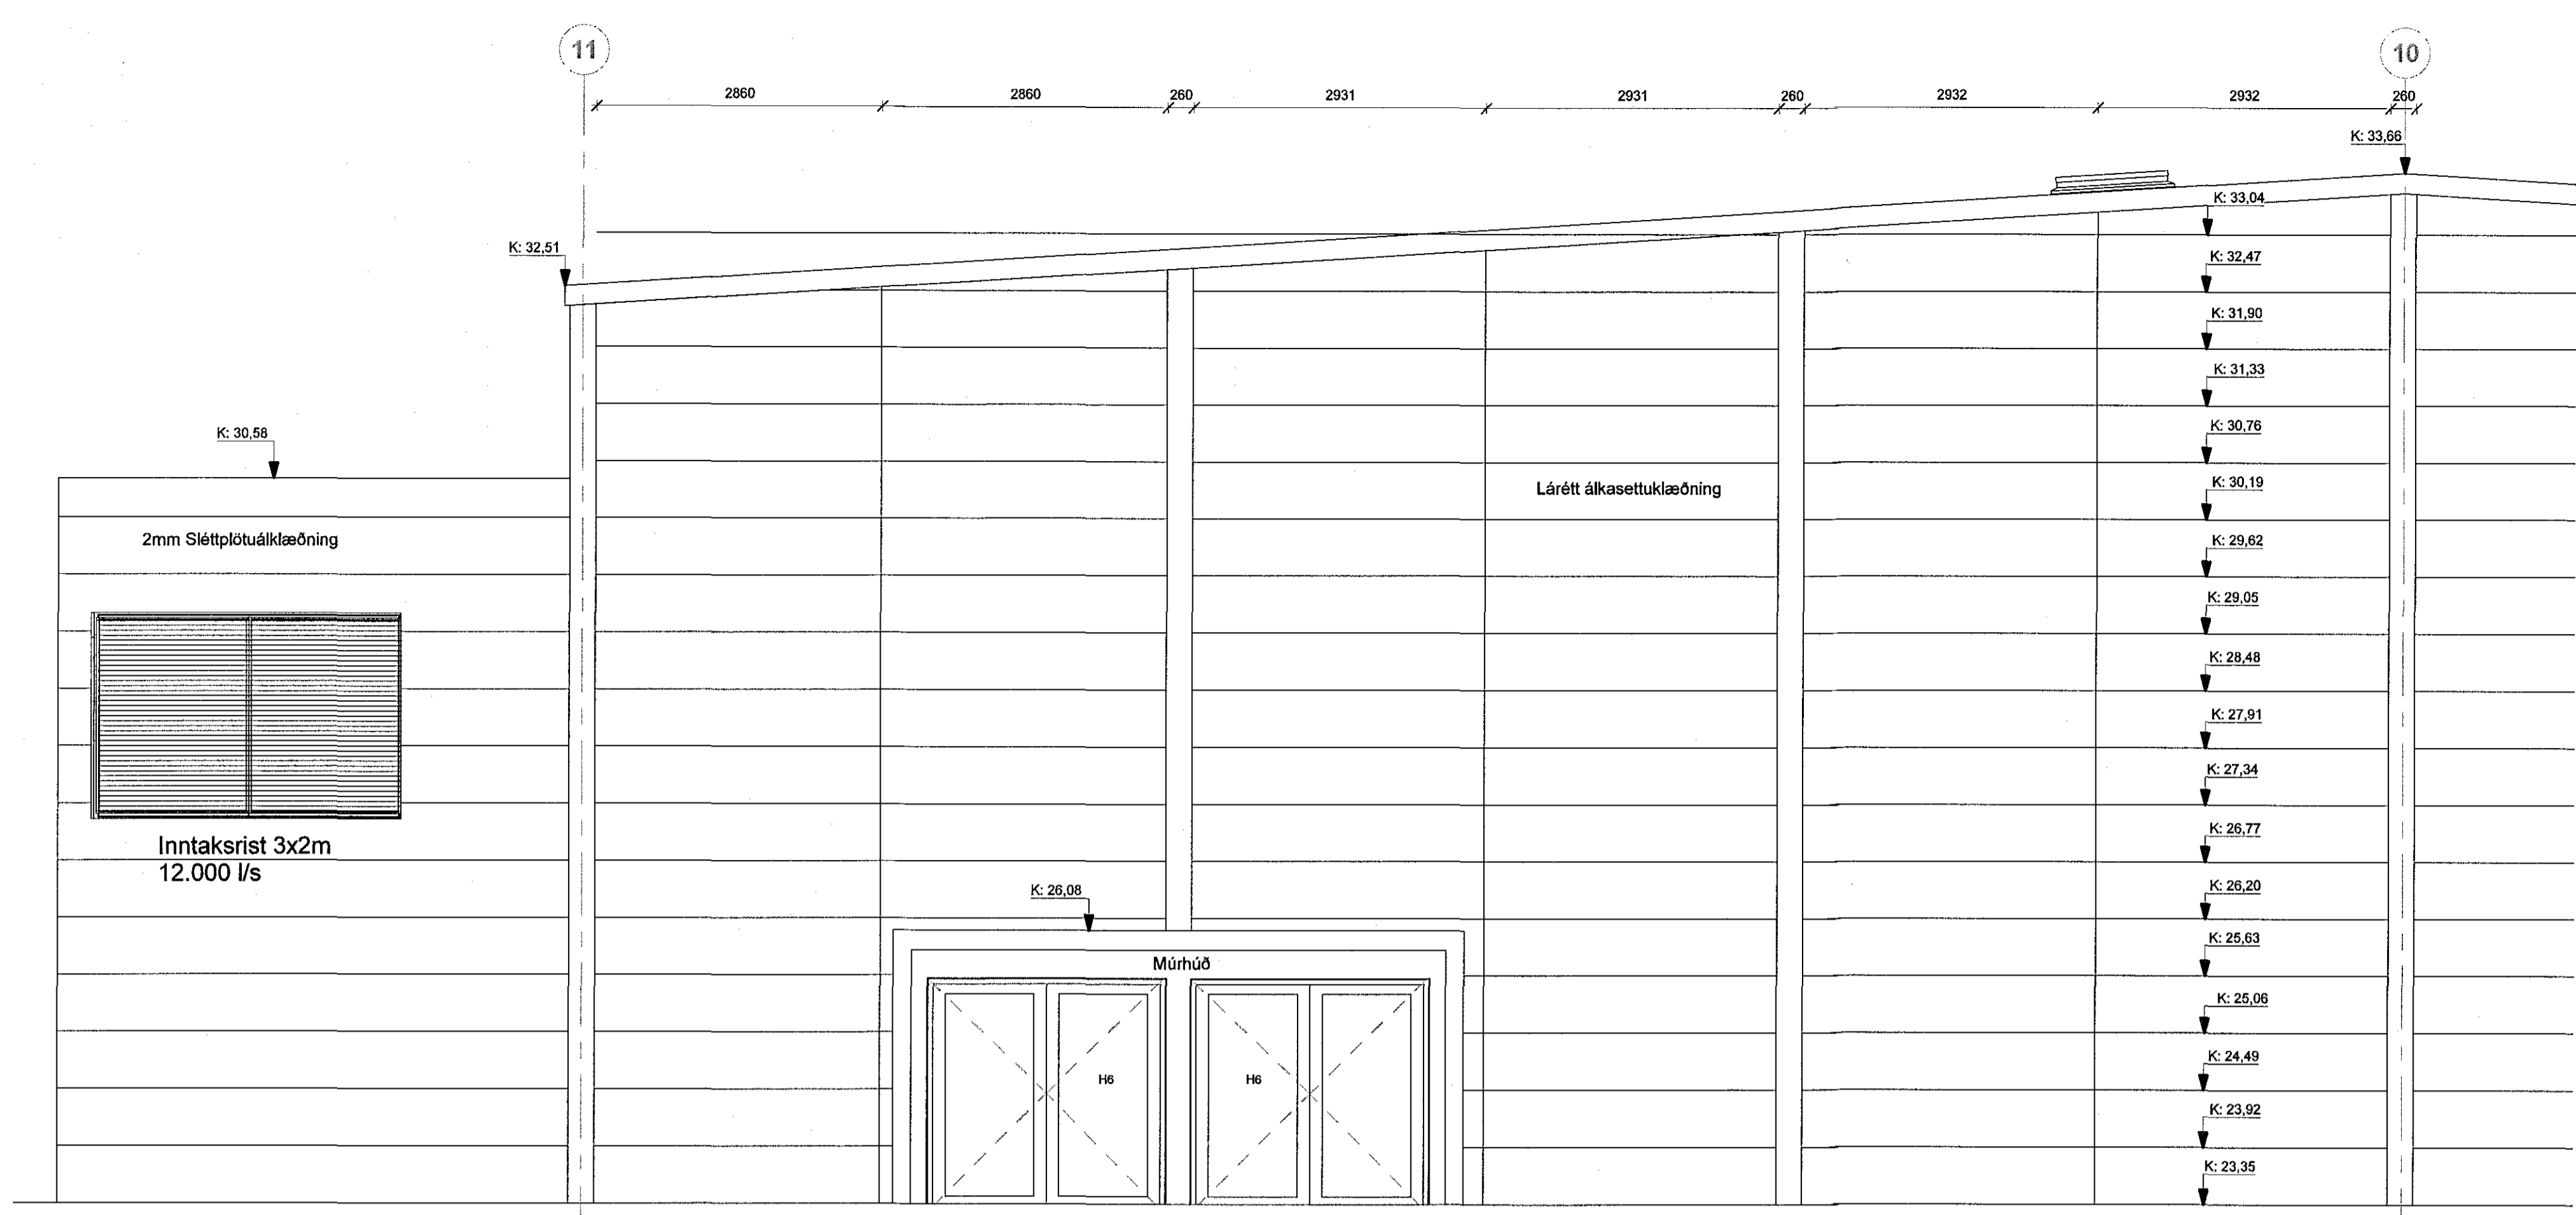 11
10
2860
2860
260
2931
2931
260
2932
2932
260
K: 33,66
K: 33,04
K: 32,51
K: 32,47
K: 31,90
K: 31,33
K: 30,76
K: 30,58
K: 30,19
Lárétt álkasettuklæðning
2mm Sléttplötuálklæðning
K: 29,62
K: 29,05
K: 28,48
K: 27,91
K: 27,34
K: 26,77
Inntaksrist 3x2m
12.000 l/s
K: 26,08
K: 26,20
K: 25,63
Múrhúð
K: 25,06
K: 24,49
H6
H6
K: 23,92
K: 23,35